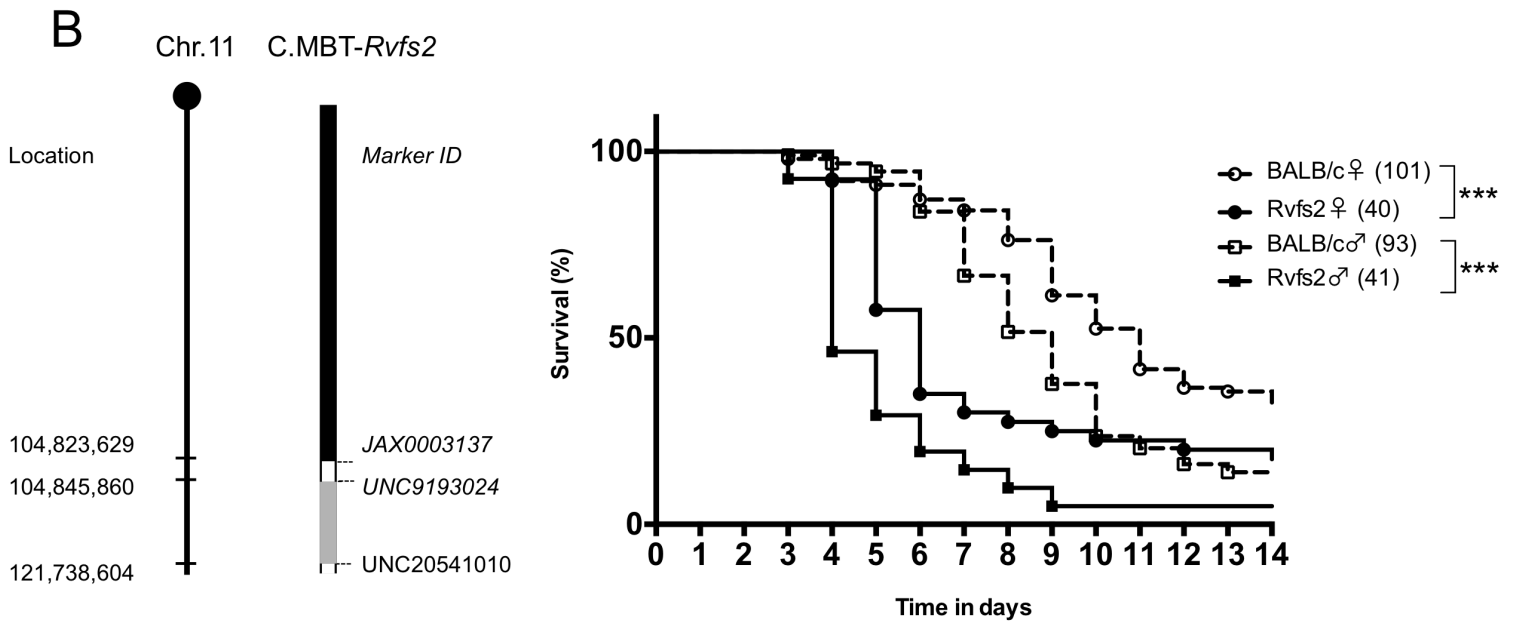 B
Chr.11 C.MBT-Rvfs2
Location
Marker ID
104,823,629
JAX0003137
104,845,860
UNC9193024
121,738,604
UNC20541010
Survival (%)
100
50
0
0 1 2 3 4 5 6 7 8 9 10 11 12 13 14
Time in days
BALB/c♀ (101)
Rvfs2♀ (40)
***
BALB/c♂ (93)
Rvfs2♂ (41)
***